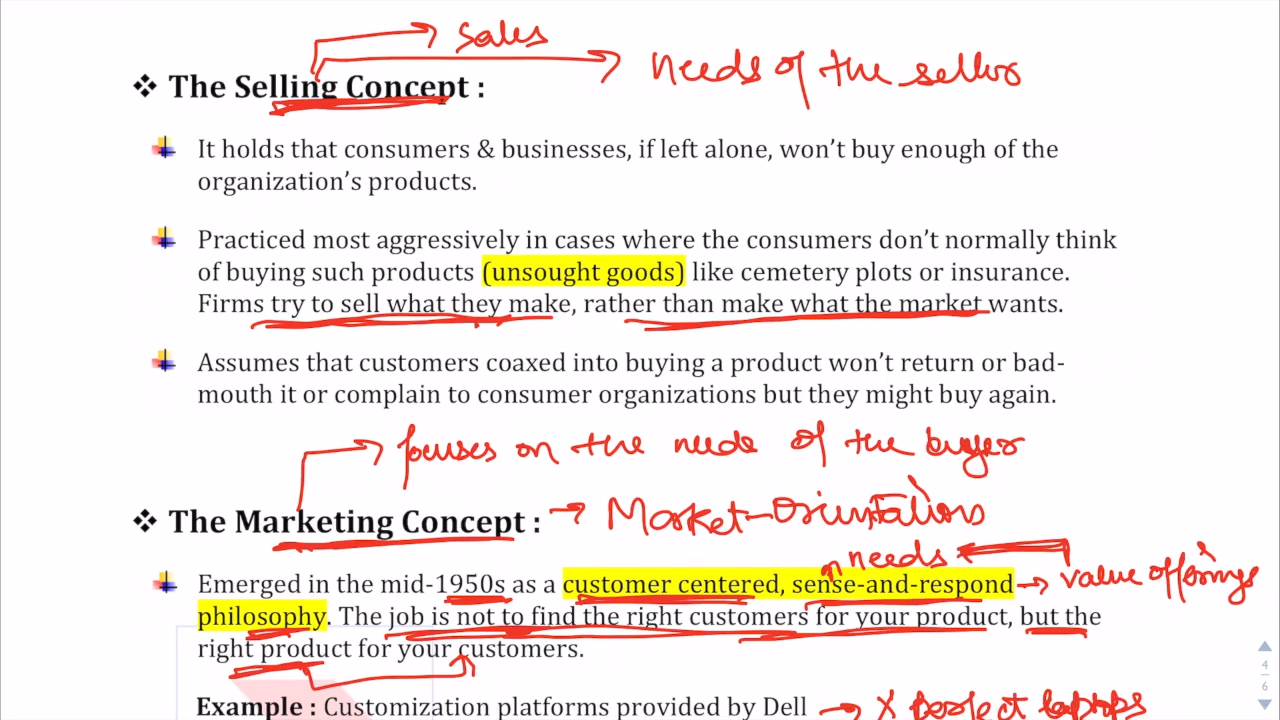 sales
needs of the seller
❖ The Selling Concept :
It holds that consumers & businesses, if left alone, won't buy enough of the
organization's products.
Practiced most aggressively in cases where the consumers don't normally think
of buying such products (unsought goods) like cemetery plots or insurance.
Firms try to sell what they make, rather than make what the market wants.
Assumes that customers coaxed into buying a product won't return or bad-
mouth it or complain to consumer organizations but they might buy again.
focuses on the needs of the buyer
❖ The Marketing Concept : → Market-Orientations
needs
Emerged in the mid-1950s as a customer centered, sense-and-respond → value offerings
philosophy. The job is not to find the right customers for your product, but the
right product for your customers.
Example : Customization platforms provided by Dell → X perfect laptops
4
6